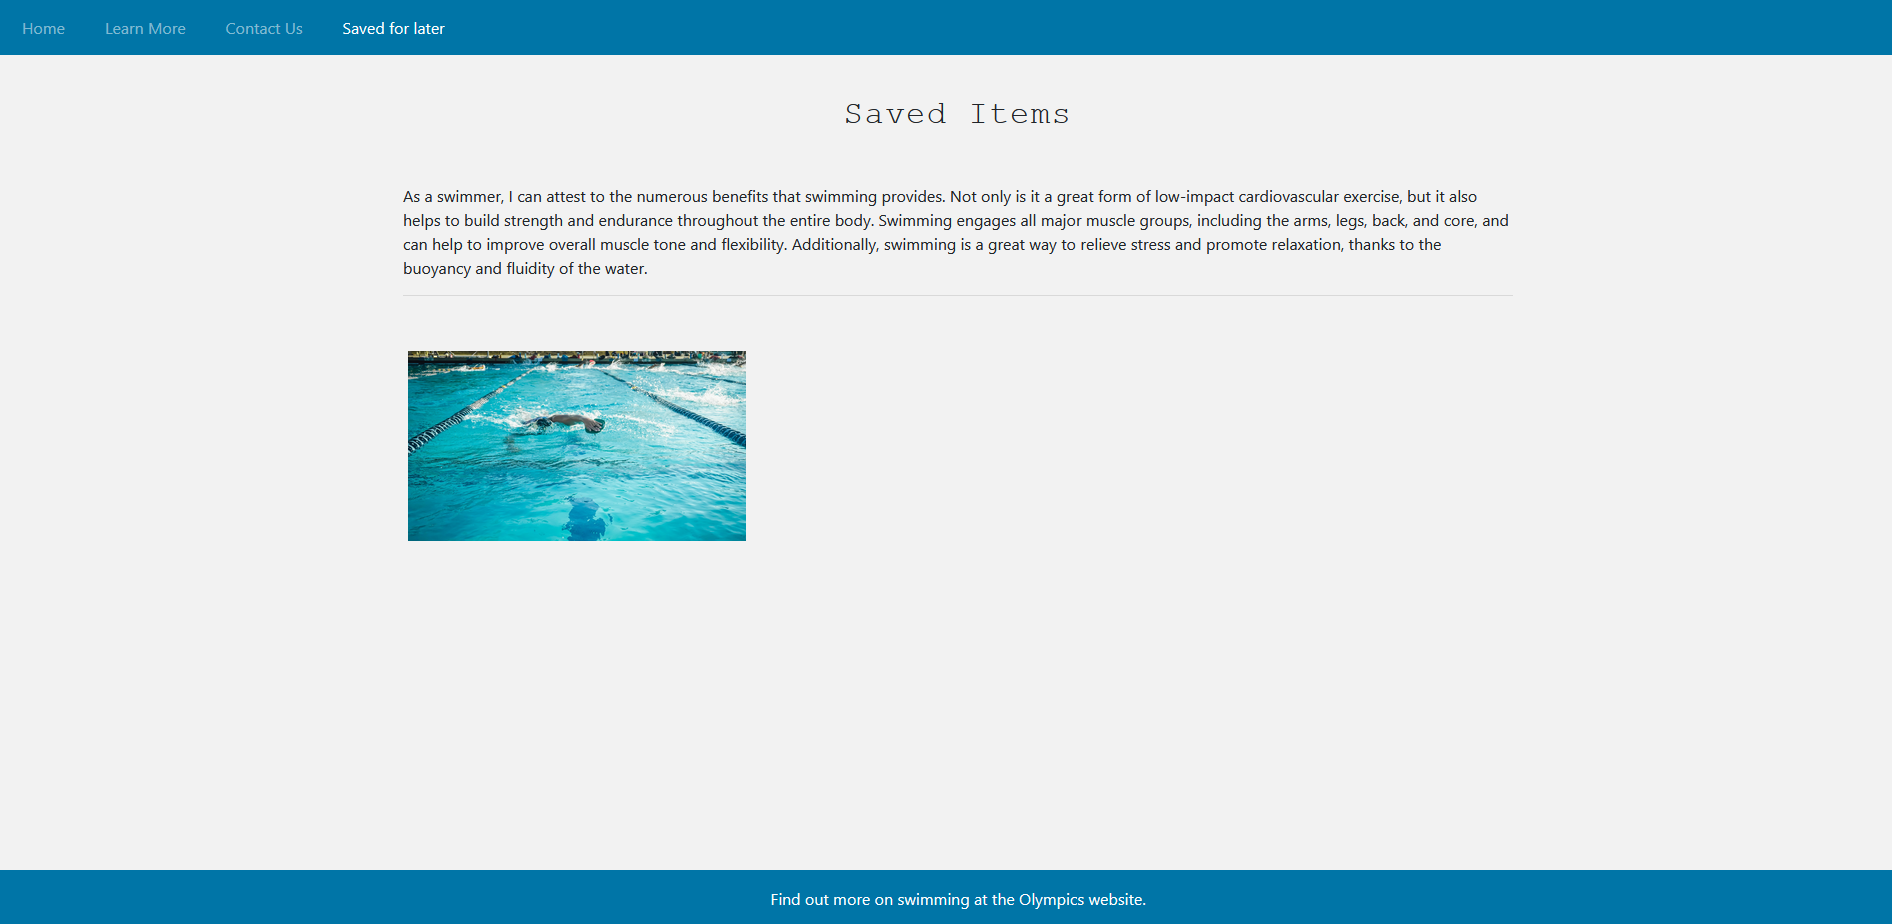 Home Learn More Contact Us Saved for later
Saved Items
As a swimmer, I can attest to the numerous benefits that swimming provides. Not only is it a great form of low-impact cardiovascular exercise, but it also
helps to build strength and endurance throughout the entire body. Swimming engages all major muscle groups, including the arms, legs, back, and core, and
can help to improve overall muscle tone and flexibility. Additionally, swimming is a great way to relieve stress and promote relaxation, thanks to the
buoyancy and fluidity of the water.
Find out more on swimming at the Olympics website.